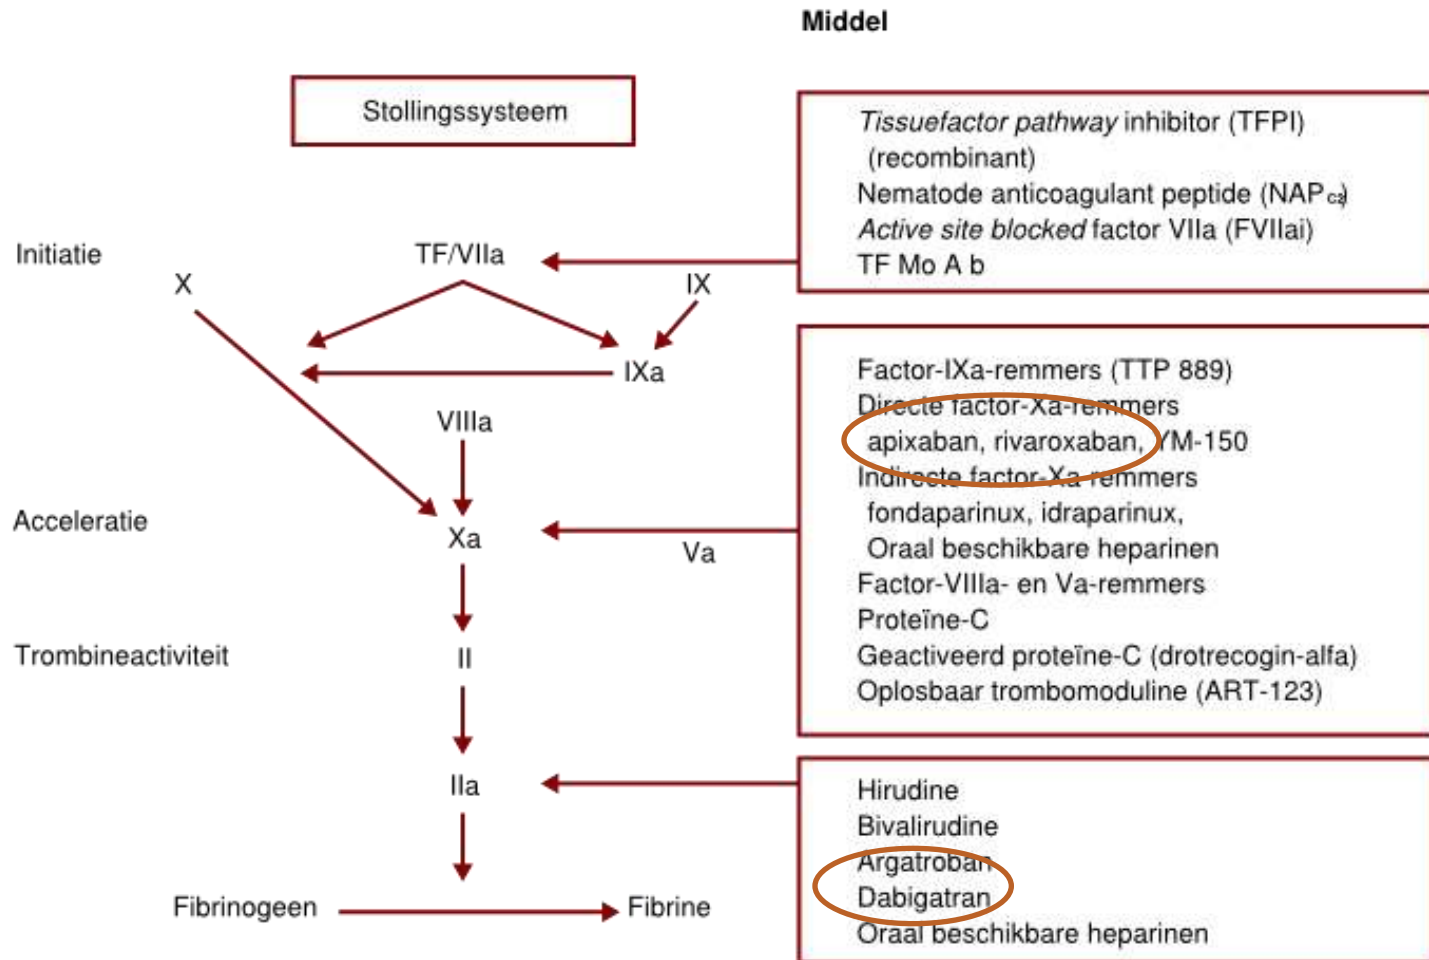 Middel
Stollingssysteem
Tissuefactor pathway inhibitor (TFPI)
(recombinant)
Nematode anticoagulant peptide (NAPc2)
Active site blocked factor VIIa (FVIIai)
TF Mo A b
Initiatie
TF/VIIa
X
IX
IXa
VIIIa
Factor-IXa-remmers (TTP 889)
Directe factor-Xa-remmers
apixaban, rivaroxaban, YM-150
Indirecte factor-Xa-remmers
fondaparinux, idraparinux,
Oraal beschikbare heparinen
Factor-VIIIa- en Va-remmers
Proteïne-C
Geactiveerd proteïne-C (drotrecogin-alfa)
Oplosbaar trombomoduline (ART-123)
Acceleratie
Xa
Va
Trombineactiviteit
II
IIa
Hirudine
Bivalirudine
Argatroban
Dabigatran
Oraal beschikbare heparinen
Fibrinogeen
Fibrine